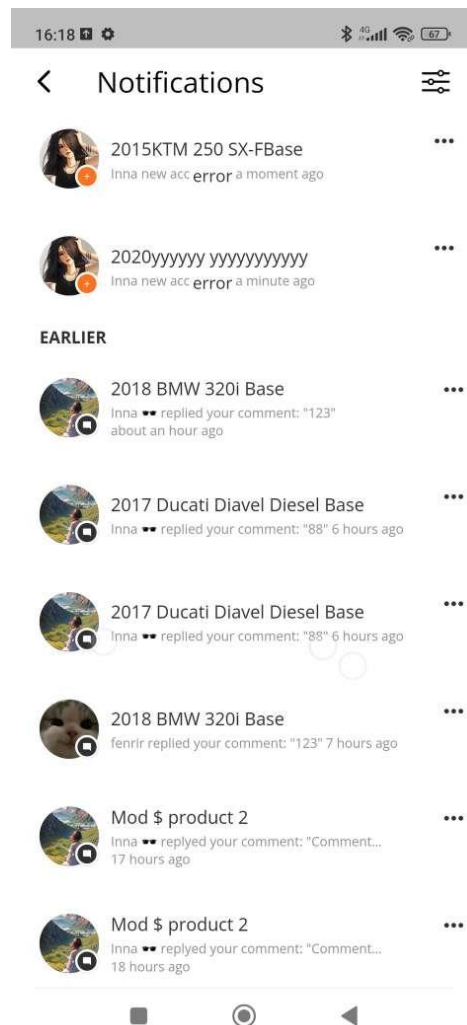 16:18
4G
67
Notifications
2015KTM 250 SX-FBase
Inna new acc error a moment ago
2020yyyyyy yyyyyyyyyyy
Inna new acc error a minute ago
EARLIER
2018 BMW 320i Base
Inna 🕶 replied your comment: "123"
about an hour ago
2017 Ducati Diavel Diesel Base
Inna 🕶 replied your comment: "88" 6 hours ago
2017 Ducati Diavel Diesel Base
Inna 🕶 replied your comment: "88" 6 hours ago
2018 BMW 320i Base
fenrir replied your comment: "123" 7 hours ago
Mod $ product 2
Inna 🕶 replyed your comment: "Comment...
17 hours ago
Mod $ product 2
Inna 🕶 replyed your comment: "Comment...
18 hours ago